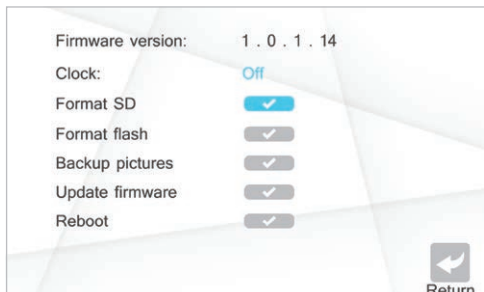 Firmware version: 1 . 0 . 1 . 14
Clock: Off
Format SD
Format flash
Backup pictures
Update firmware
Reboot
Return